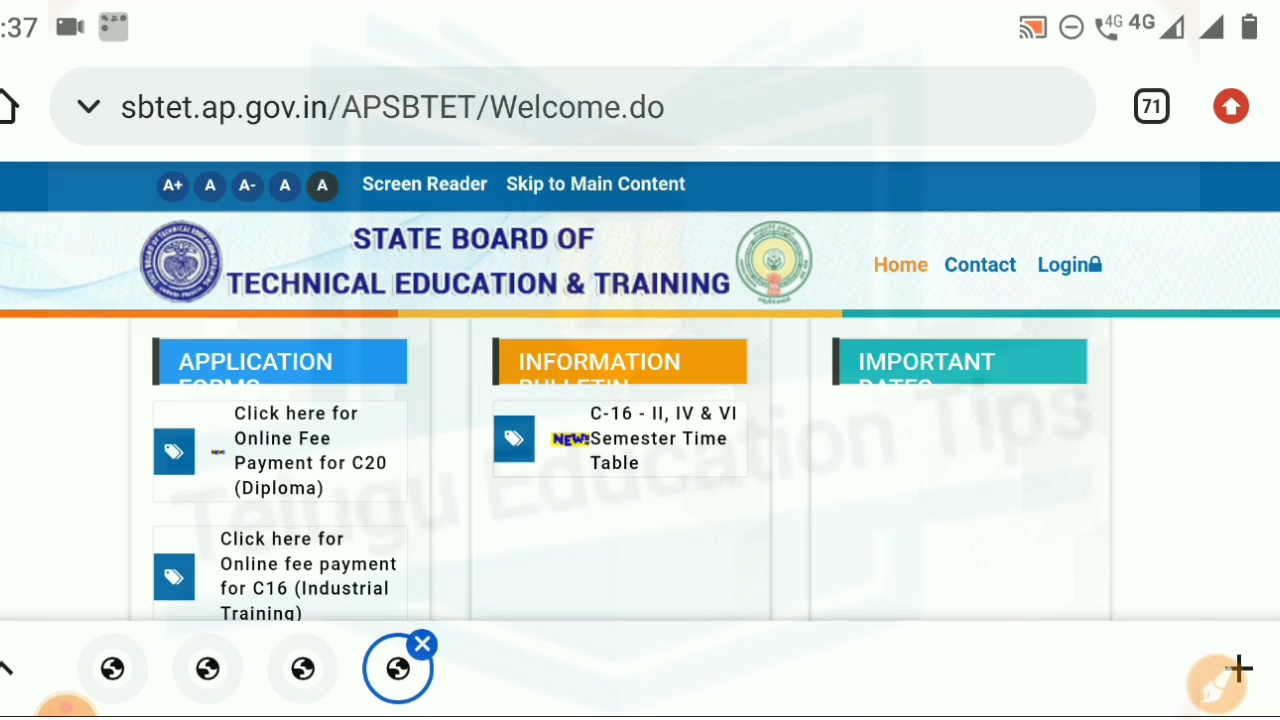 :37
4G
4G
sbtet.ap.gov.in/APSBTET/Welcome.do
71
A+ A A- A A Screen Reader Skip to Main Content
STATE BOARD OF
TECHNICAL EDUCATION & TRAINING
Home Contact Login
APPLICATION
FORMS
Click here for
Online Fee
Payment for C20
(Diploma)
Click here for
Online fee payment
for C16 (Industrial
Training)
INFORMATION
BULLETIN
C-16 - II, IV & VI
NEW! Semester Time
Table
IMPORTANT
DATES
Telugu Education Tips